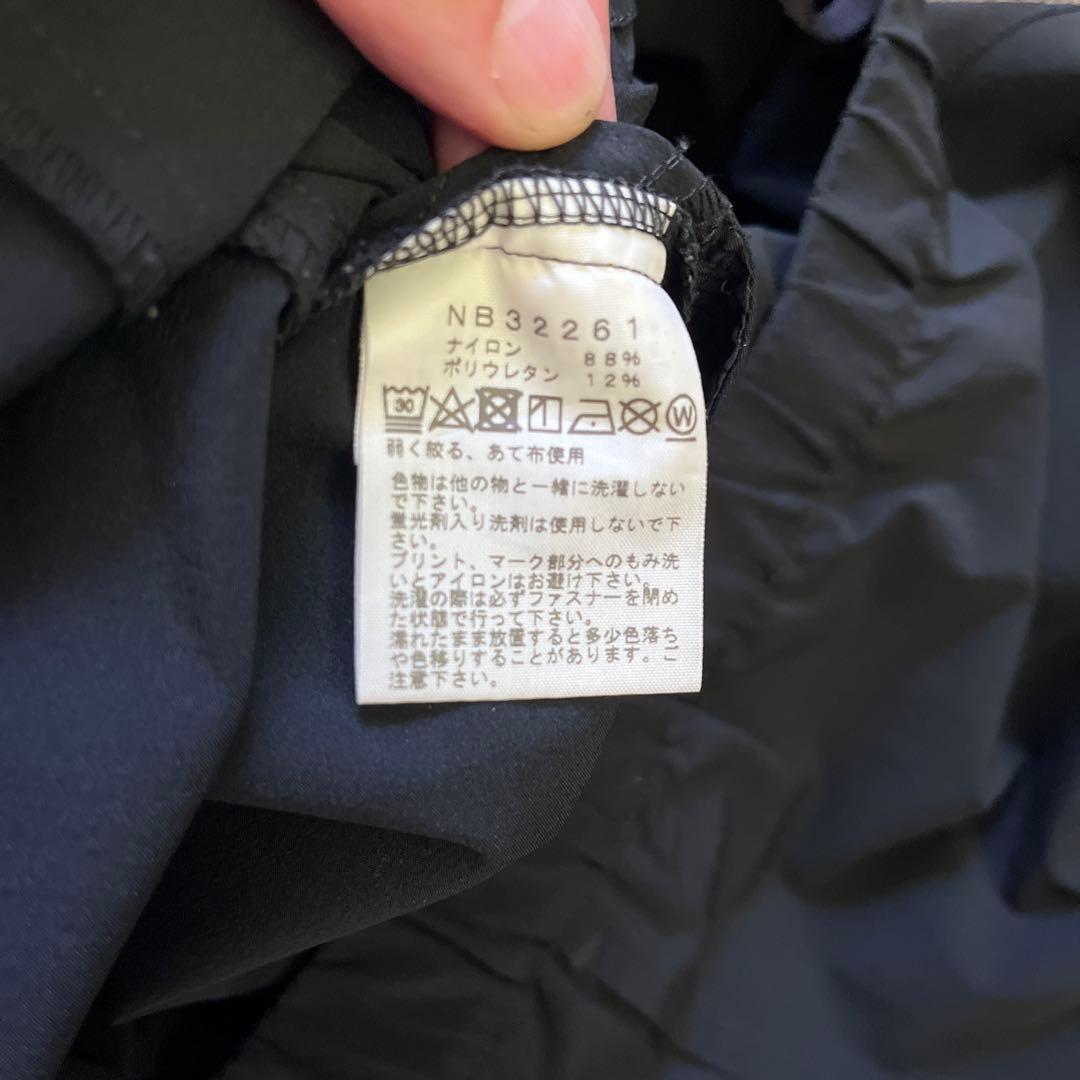 NB32261
ナイロン 88%
ポリウレタン 12%
30
W
弱く絞る、あて布使用
色物は他の物と一緒に洗濯しない
で下さい。
蛍光剤入り洗剤は使用しないで下
さい。
プリント、マーク部分へのもみ洗
いとアイロンはお避け下さい。
洗濯の際は必ずファスナーを閉め
た状態で行って下さい。
濡れたまま放置すると多少色落ち
や色移りすることがあります。ご
注意下さい。